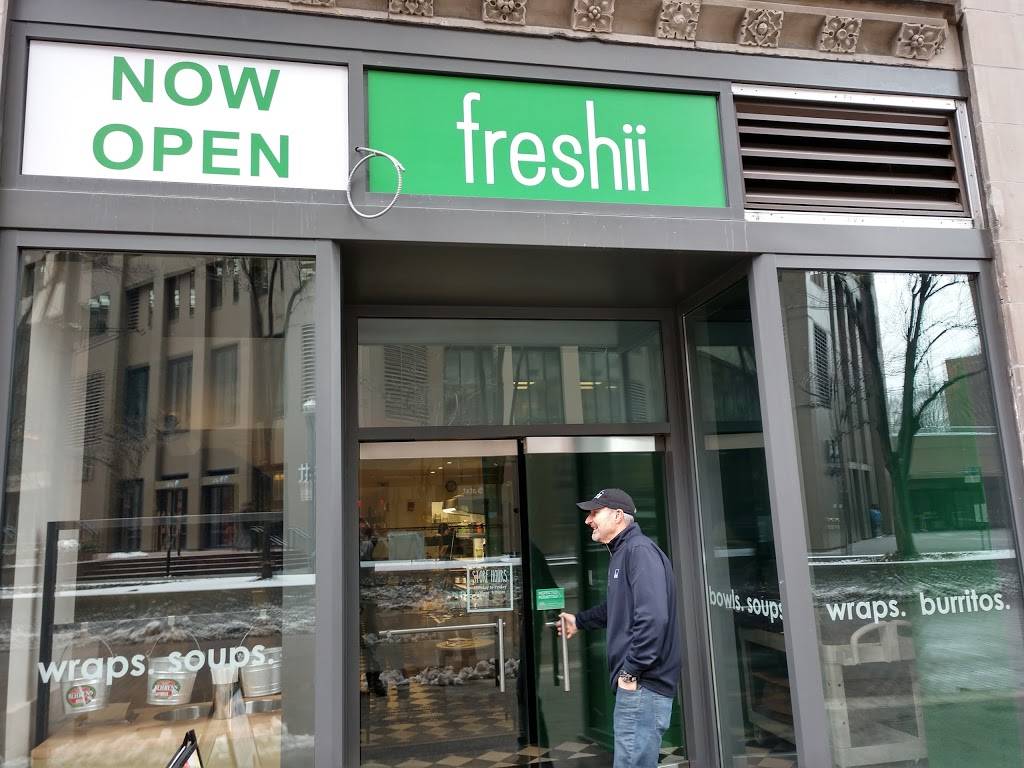 NOW
OPEN
freshii
STORE HOURS
wraps. soups.
bowls. soups
wraps. burritos.